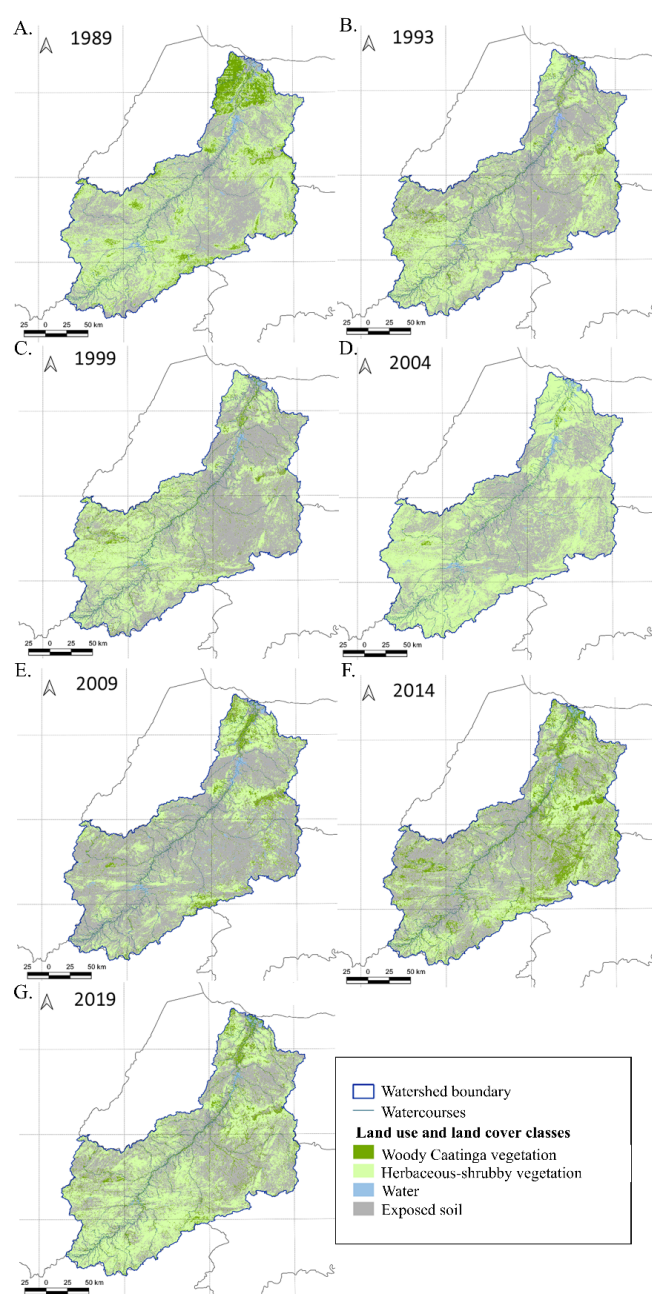 A.
1989
25 0 25 50 km
B.
1993
25 0 25 50 km
C.
1999
25 0 25 50 km
D.
2004
25 0 25 50 km
E.
2009
25 0 25 50 km
F.
2014
25 0 25 50 km
G.
2019
25 0 25 50 km
Watershed boundary
Watercourses
Land use and land cover classes
Woody Caatinga vegetation
Herbaceous-shrubby vegetation
Water
Exposed soil